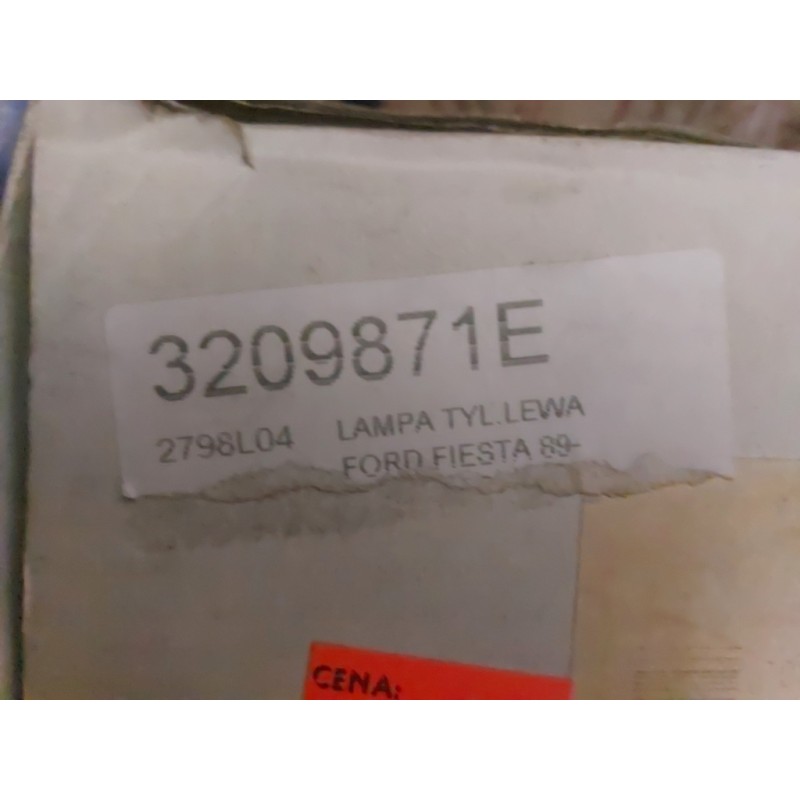 3209871E
2798L04 LAMPA TYL.LEWA
FORD FIESTA 89-
CENA: